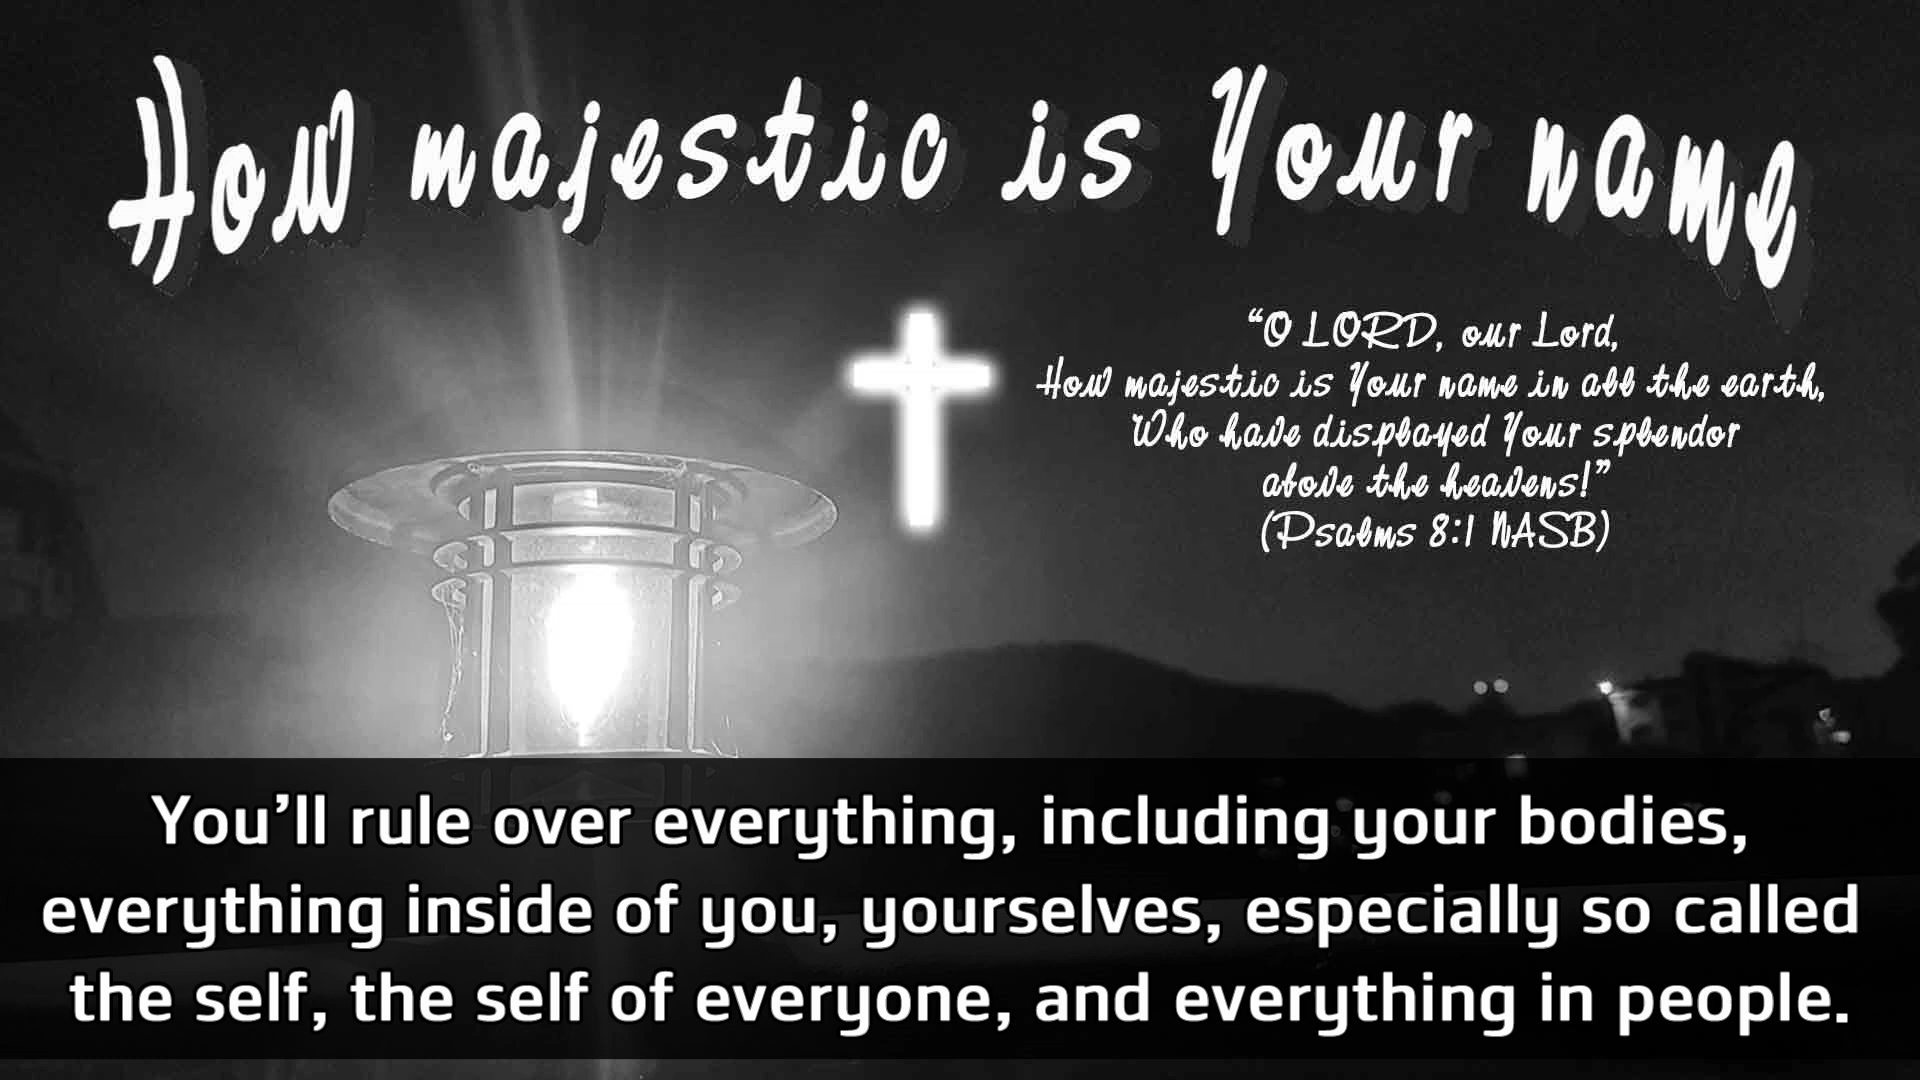 How majestic is Your name
“O LORD, our Lord,
How majestic is Your name in all the earth,
Who have displayed Your splendor
above the heavens!”
(Psalms 8:1 NASB)
You’ll rule over everything, including your bodies,
everything inside of you, yourselves, especially so called
the self, the self of everyone, and everything in people.